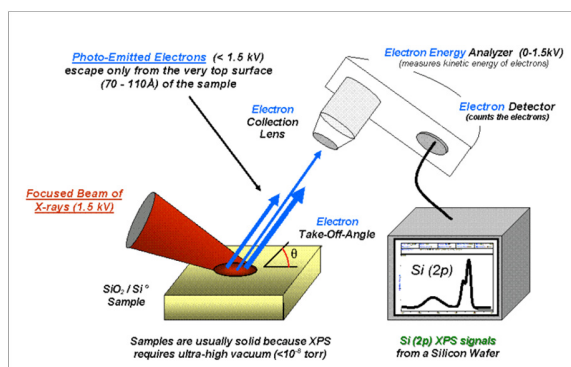 Photo-Emitted Electrons (< 1.5 kV)
escape only from the very top surface
(70 - 110Å) of the sample
Electron Energy Analyzer (0-1.5kV)
(measures kinetic energy of electrons)
Electron
Collection
Lens
Electron Detector
(counts the electrons)
Focused Beam of
X-rays (1.5 kV)
Electron
Take-Off-Angle
θ
SiO₂ / Si°
Sample
Si (2p)
Samples are usually solid because XPS
requires ultra-high vacuum (<10⁻⁸ torr)
Si (2p) XPS signals
from a Silicon Wafer